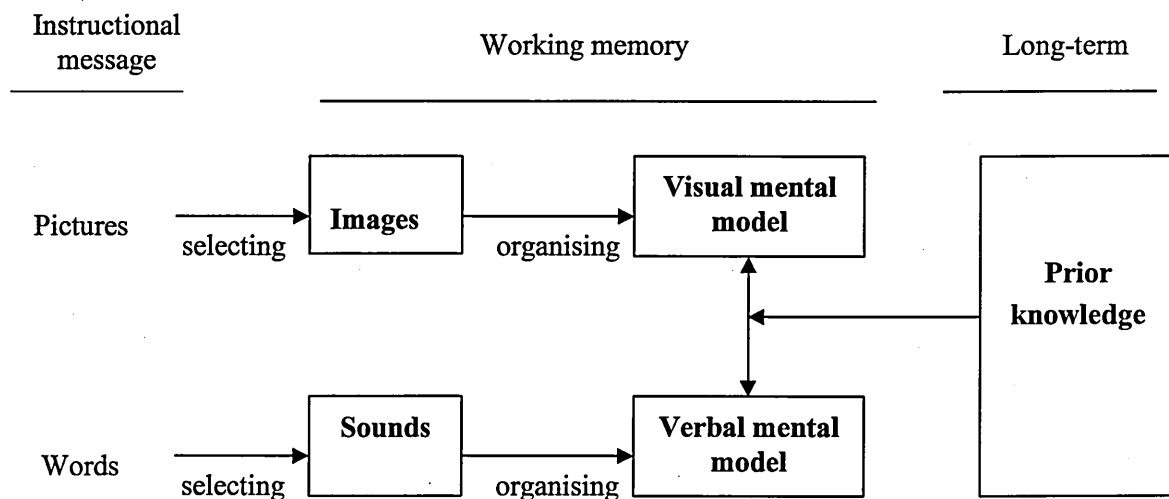 Instructional
message
Working memory
Long-term
Pictures
selecting
Images
organising
Visual mental
model
Prior
knowledge
Words
selecting
Sounds
organising
Verbal mental
model